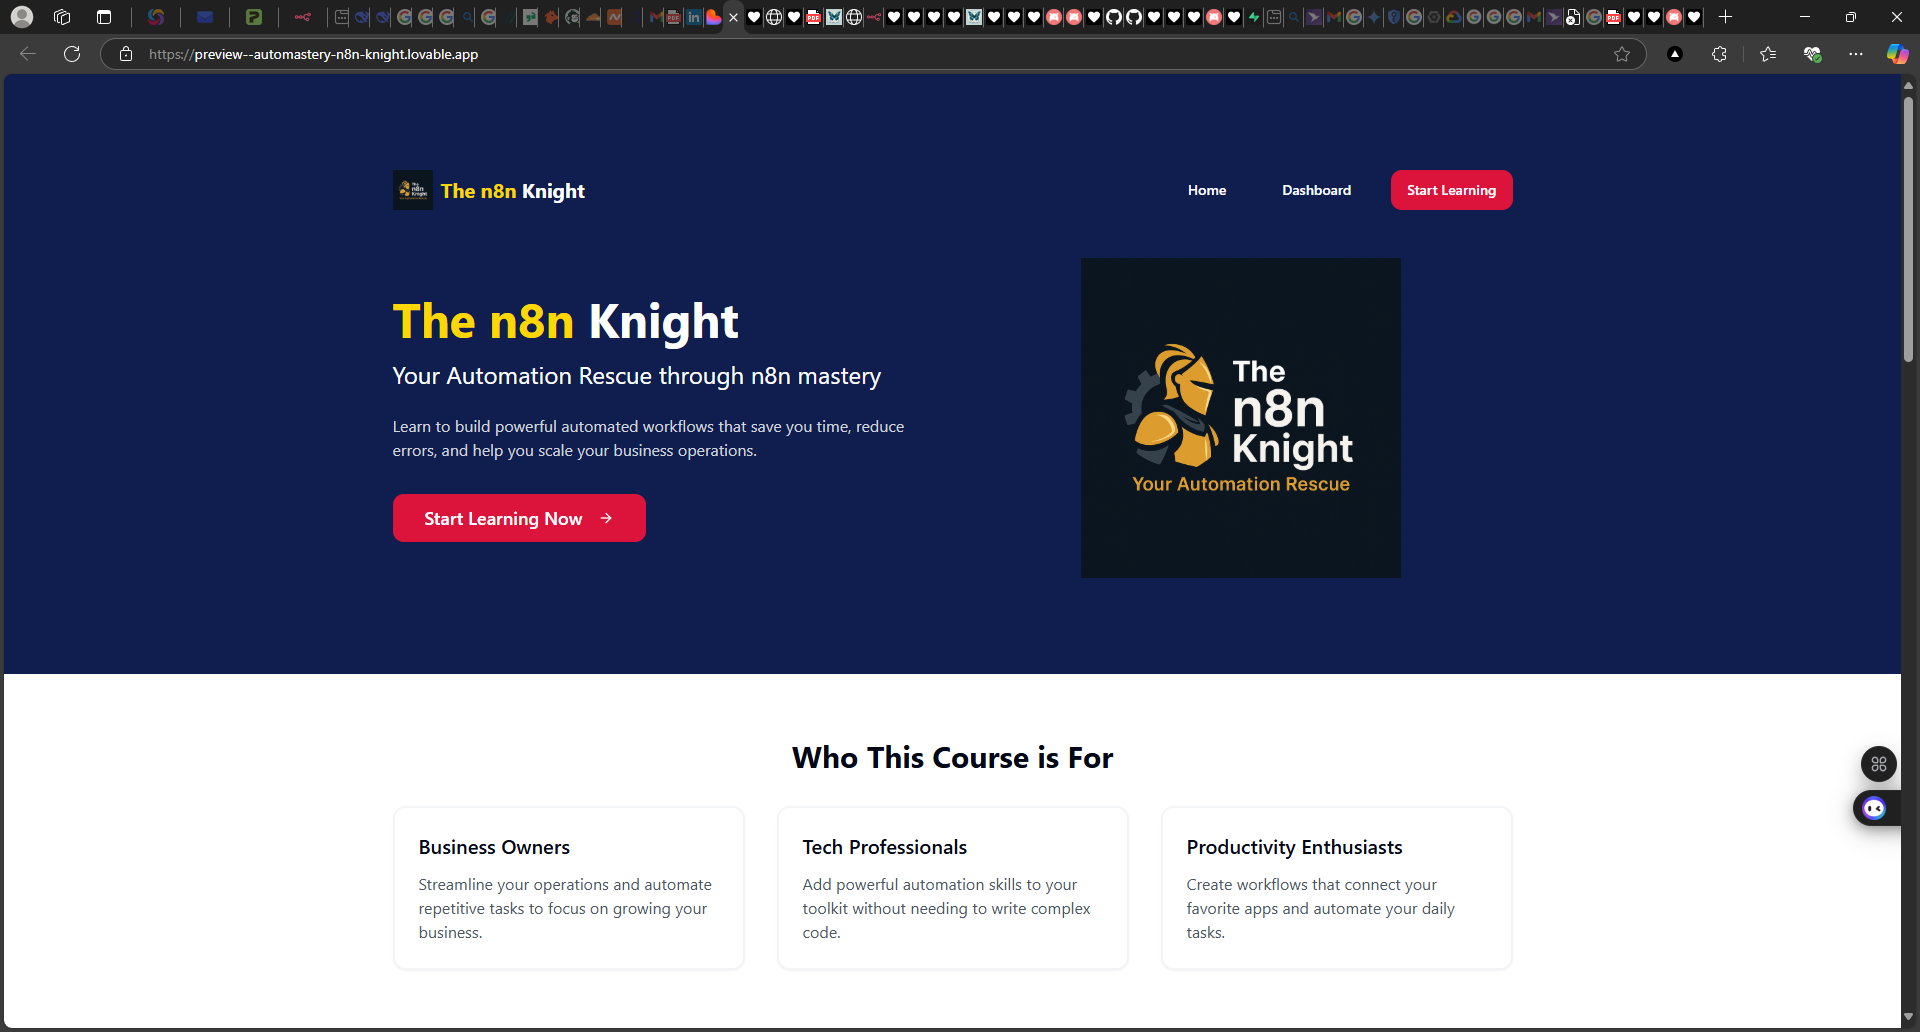 https://preview--automastery-n8n-knight.lovable.app
The n8n Knight
Home
Dashboard
Start Learning
The n8n Knight
Your Automation Rescue through n8n mastery
Learn to build powerful automated workflows that save you time, reduce
errors, and help you scale your business operations.
Start Learning Now
The
n8n
Knight
Your Automation Rescue
Who This Course is For
Business Owners
Streamline your operations and automate
repetitive tasks to focus on growing your
business.
Tech Professionals
Add powerful automation skills to your
toolkit without needing to write complex
code.
Productivity Enthusiasts
Create workflows that connect your
favorite apps and automate your daily
tasks.